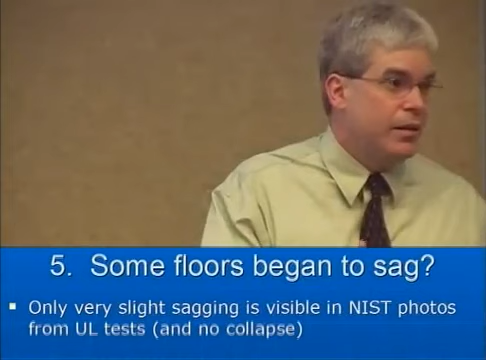 5. Some floors began to sag?
▪ Only very slight sagging is visible in NIST photos
from UL tests (and no collapse)